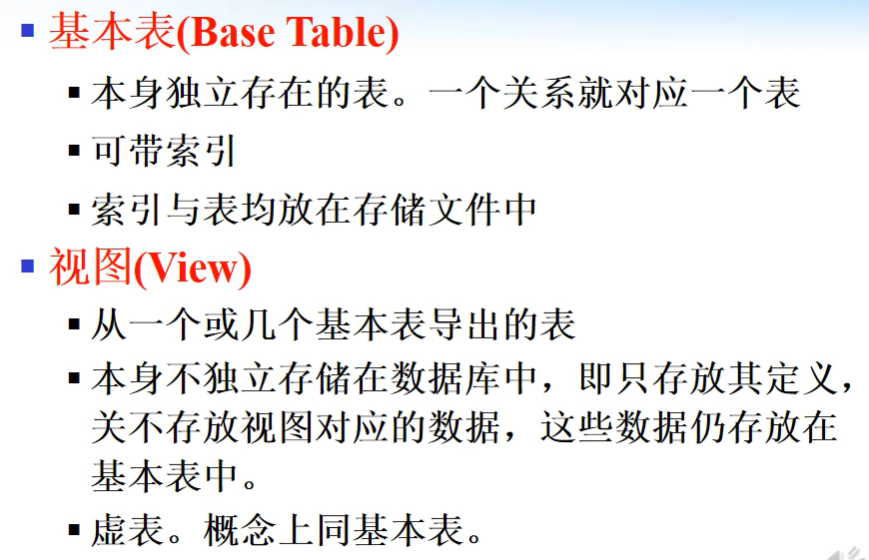 基本表(Base Table)
本身独立存在的表。一个关系就对应一个表
可带索引
索引与表均放在存储文件中
视图(View)
从一个或几个基本表导出的表
本身不独立存储在数据库中，即只存放其定义，
关不存放视图对应的数据，这些数据仍存放在
基本表中。
虚表。概念上同基本表。